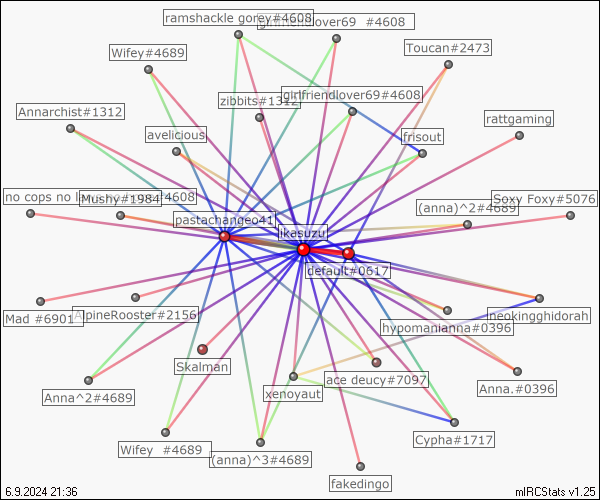 ramshackle gorey#4608
girlfriendlover69 #4608
Wifey#4689
Toucan#2473
zibbits#1312
girlfriendlover69#4608
Annarchist#1312
avelicious
frisout
rattgaming
no cops no
#4608
Mushy#1984
(anna)^2#4689
Soxy Foxy#5076
pastachangeo41
ikasuzu
default#0617
Mad #6901
AlpineRooster#2156
hypomanianna#0396
neokingghidorah
Skalman
ace deucy#7097
Anna.#0396
Anna^2#4689
xenoyaut
Cypha#1717
Wifey #4689
(anna)^3#4689
fakedingo
6.9.2024 21:36
mIRCStats v1.25